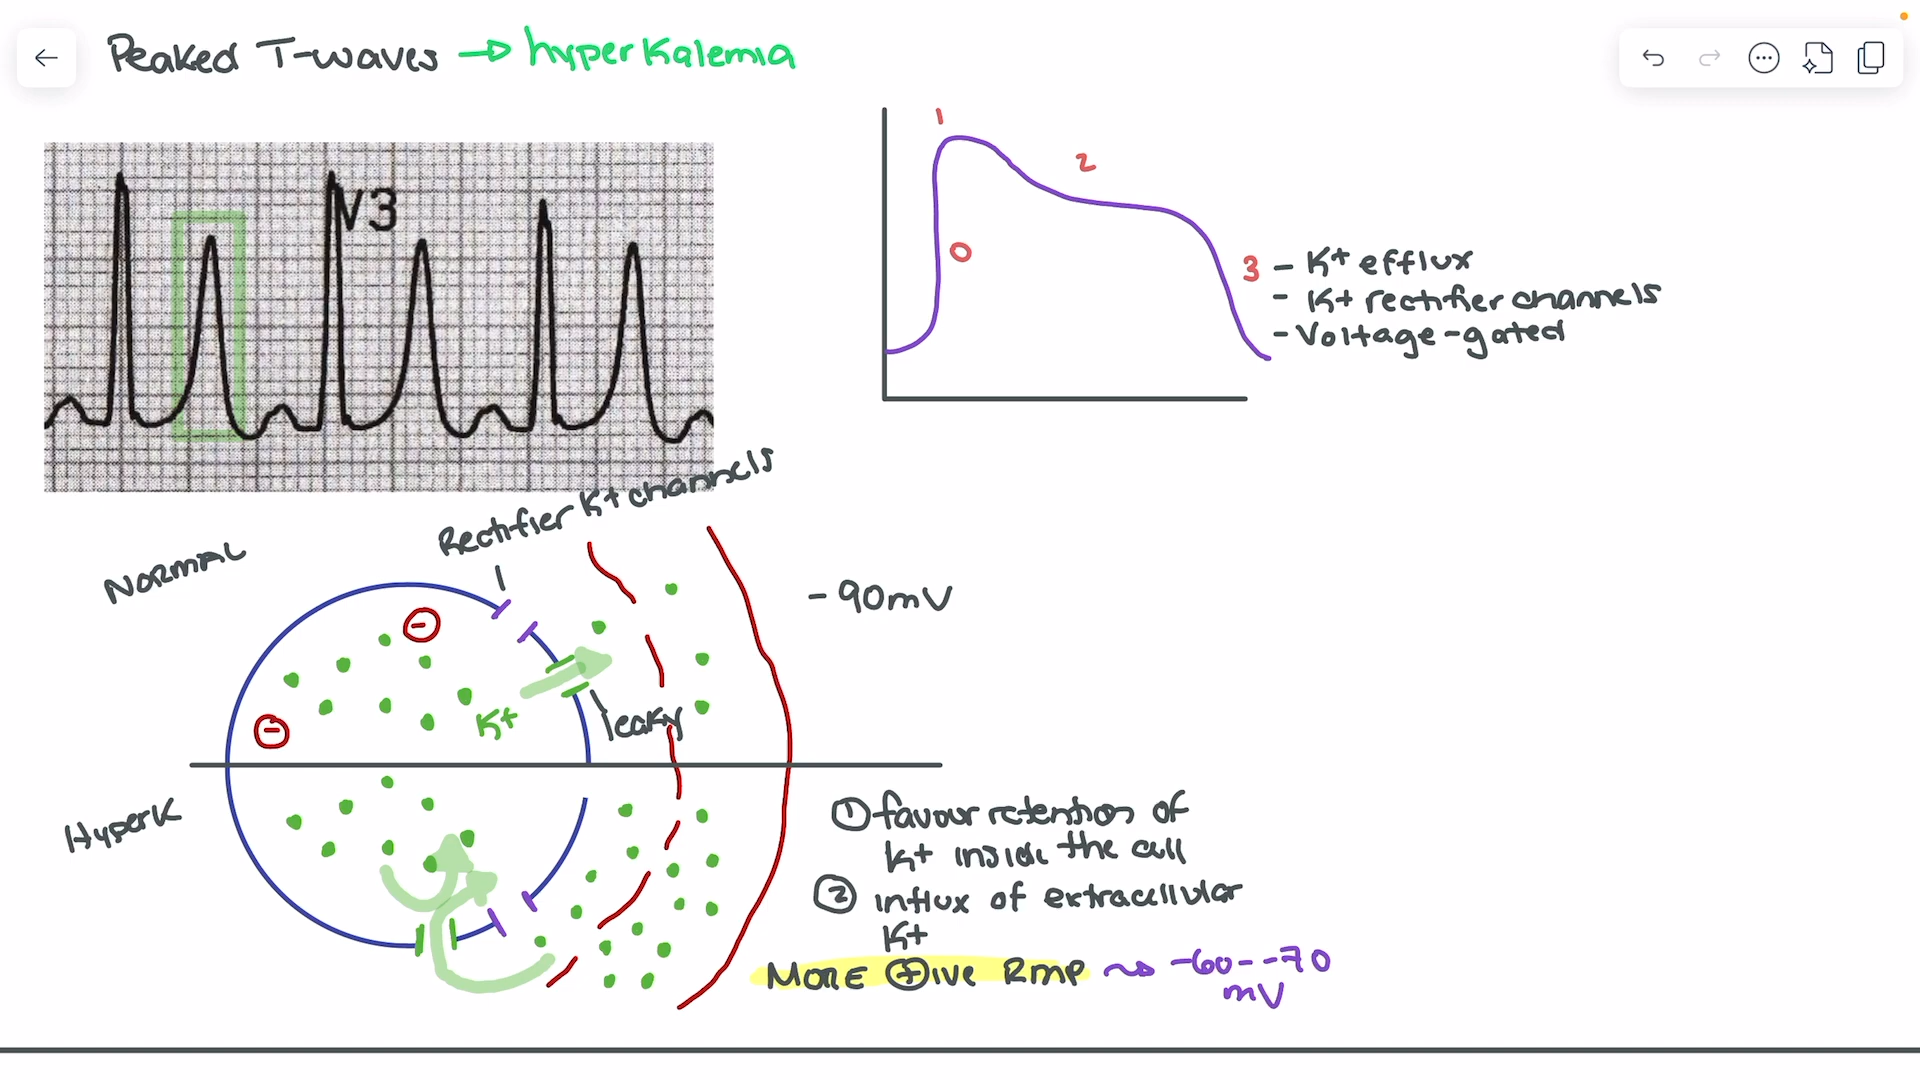 Peaked T-waves → hyperkalemia
V3
1
2
0
3 - K+ efflux
- K+ rectifier channels
- Voltage-gated
Rectifier K+ channels
NORMAL
-90mV
K+
leaky
HyperK
① favour retention of
K+ inside the cell
② influx of extracellular
K+
MORE ⊕ive RMP ~> -60--70
mV